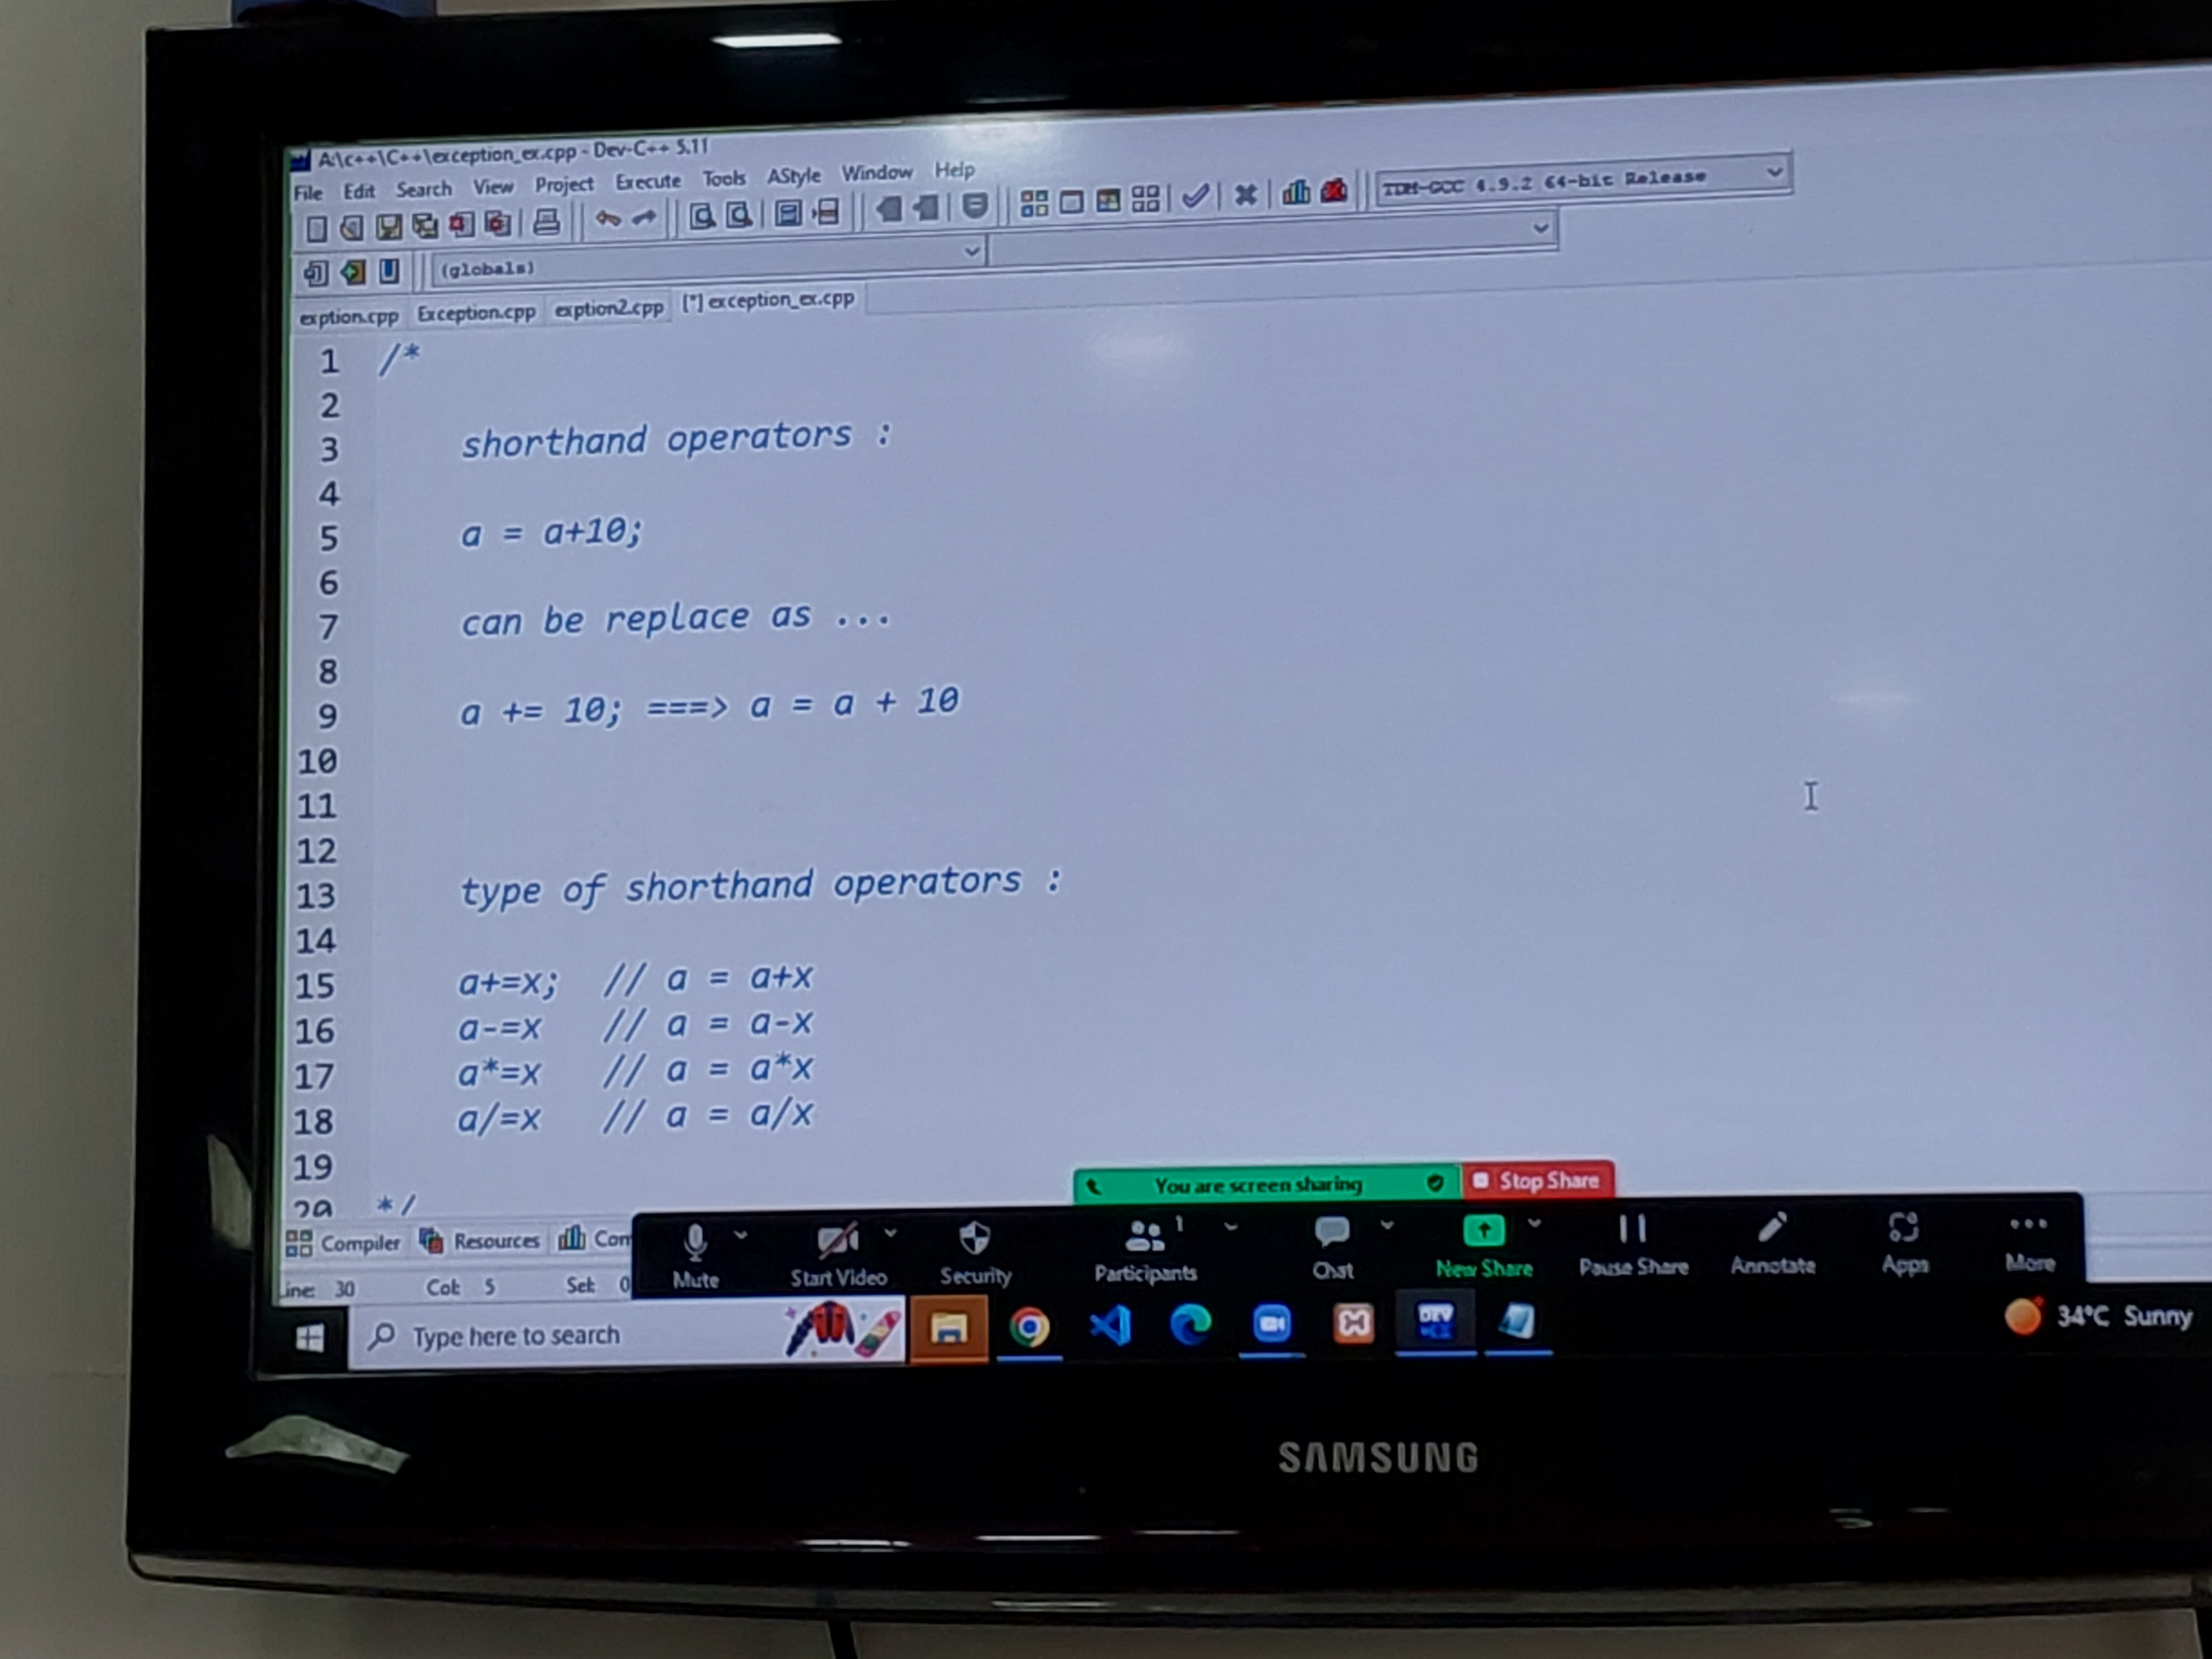 A:\c++\C++\exception_ex.cpp - Dev-C++ 5.11
File Edit Search View Project Execute Tools AStyle Window Help
TDM-GCC 4.9.2 64-bit Release
(globals)
exption.cpp Exception.cpp exption2.cpp [*] exception_ex.cpp
1 /*
2
3 shorthand operators :
4
5 a = a+10;
6
7 can be replace as ...
8
9 a += 10; ===> a = a + 10
10
11
12
13 type of shorthand operators :
14
15 a+=x; // a = a+x
16 a-=x // a = a-x
17 a*=x // a = a*x
18 a/=x // a = a/x
19
20 */
You are screen sharing Stop Share
Compiler Resources Com
Mute Start Video Security Participants 1 Chat New Share Pause Share Annotate Apps More
Line: 30 Col: 5 Sel: 0
Type here to search
DEV
34°C Sunny
SAMSUNG